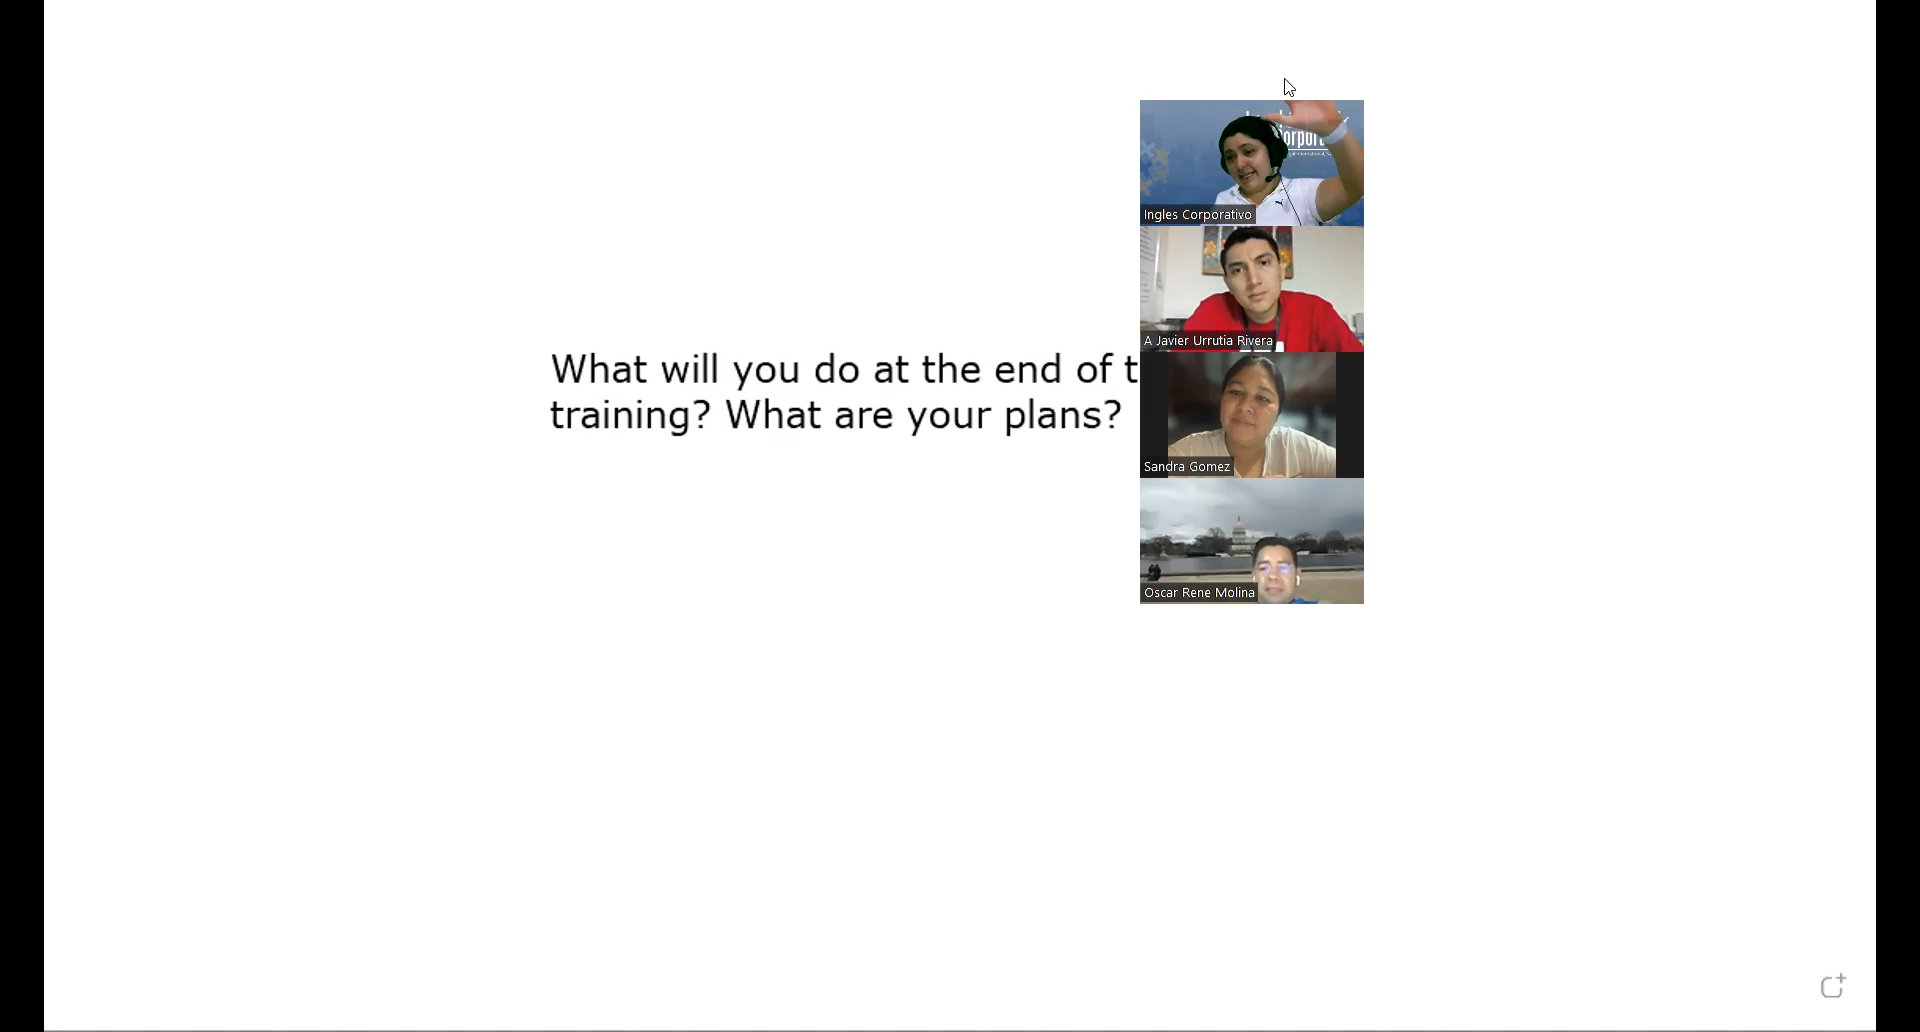 What will you do at the end of t
training? What are your plans?
Ingles Corporativo
A Javier Urrutia Rivera
Sandra Gomez
Oscar Rene Molina